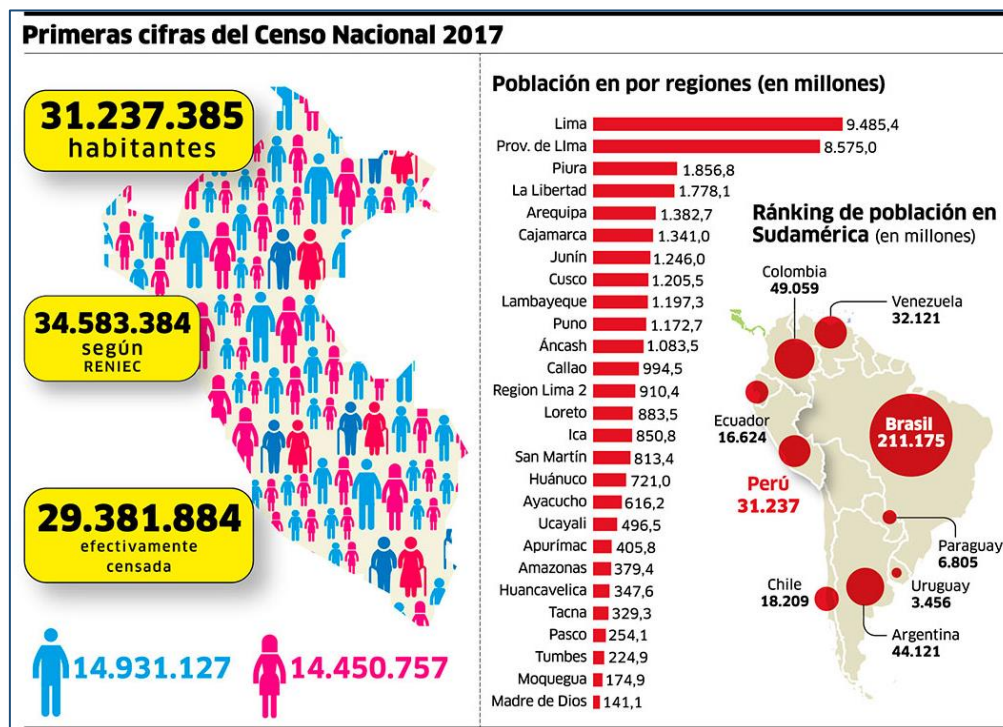 Primeras cifras del Censo Nacional 2017
31.237.385
habitantes
34.583.384
según
RENIEC
29.381.884
efectivamente
censada
14.931.127
14.450.757
Población en por regiones (en millones)
Lima 9.485,4
Prov. de LIma 8.575,0
Piura 1.856,8
La Libertad 1.778,1
Arequipa 1.382,7
Cajamarca 1.341,0
Junín 1.246,0
Cusco 1.205,5
Lambayeque 1.197,3
Puno 1.172,7
Áncash 1.083,5
Callao 994,5
Region Lima 2 910,4
Loreto 883,5
Ica 850,8
San Martín 813,4
Huánuco 721,0
Ayacucho 616,2
Ucayali 496,5
Apurímac 405,8
Amazonas 379,4
Huancavelica 347,6
Tacna 329,3
Pasco 254,1
Tumbes 224,9
Moquegua 174,9
Madre de Dios 141,1
Ránking de población en
Sudamérica (en millones)
Colombia
49.059
Venezuela
32.121
Ecuador
16.624
Brasil
211.175
Perú
31.237
Paraguay
6.805
Chile
18.209
Uruguay
3.456
Argentina
44.121